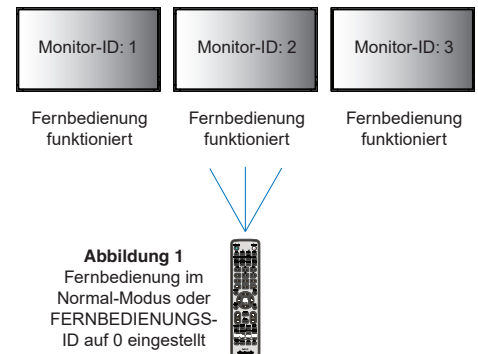 Monitor-ID: 1
Monitor-ID: 2
Monitor-ID: 3
Fernbedienung
funktioniert
Fernbedienung
funktioniert
Fernbedienung
funktioniert
Abbildung 1
Fernbedienung im
Normal-Modus oder
FERNBEDIENUNGS-
ID auf 0 eingestellt